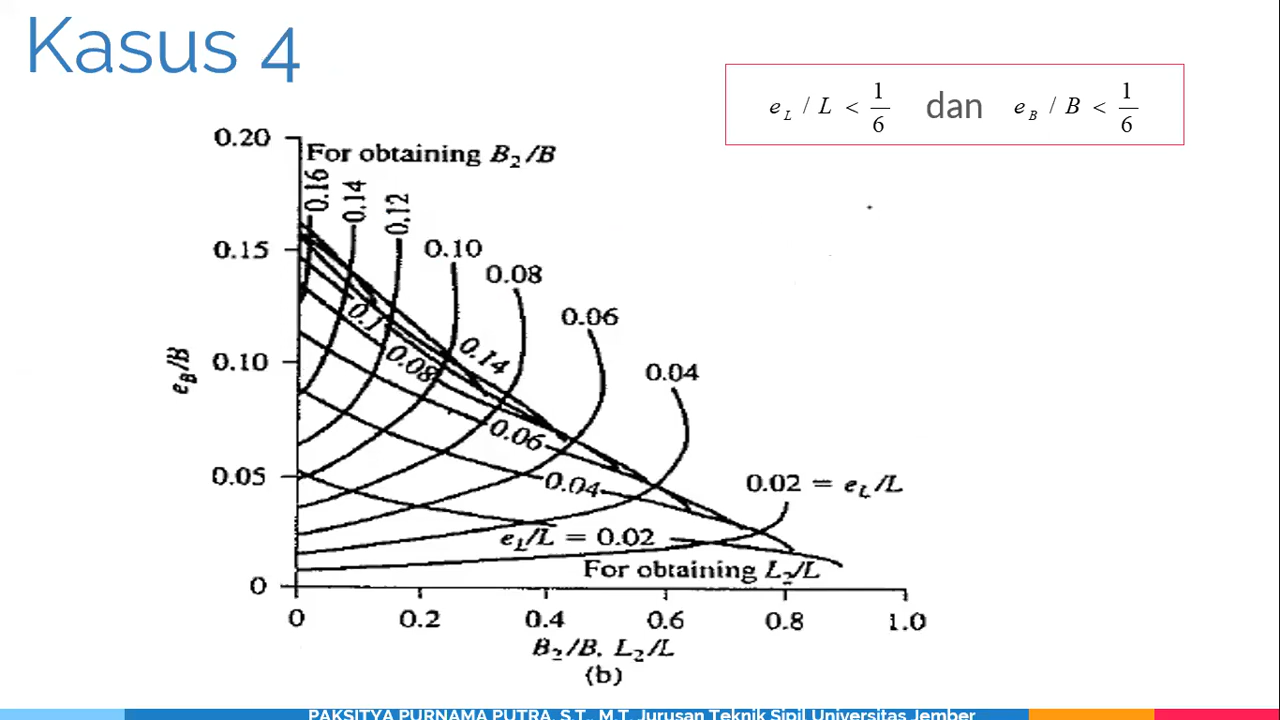 Kasus 4
e_L / L < 1/6 dan e_B / B < 1/6
0.20
For obtaining B₂/B
0.16
0.14
0.12
0.15
0.10
0.08
0.06
0.1
0.14
0.10
0.08
0.04
e_B/B
0.06
0.05
0.04
0.02 = e_L/L
e_L/L = 0.02
For obtaining L₂/L
0
0 0.2 0.4 0.6 0.8 1.0
B₂/B, L₂/L
(b)
PAKSITYA PURNAMA PUTRA, S.T., M.T. Jurusan Teknik Sipil Universitas Jember